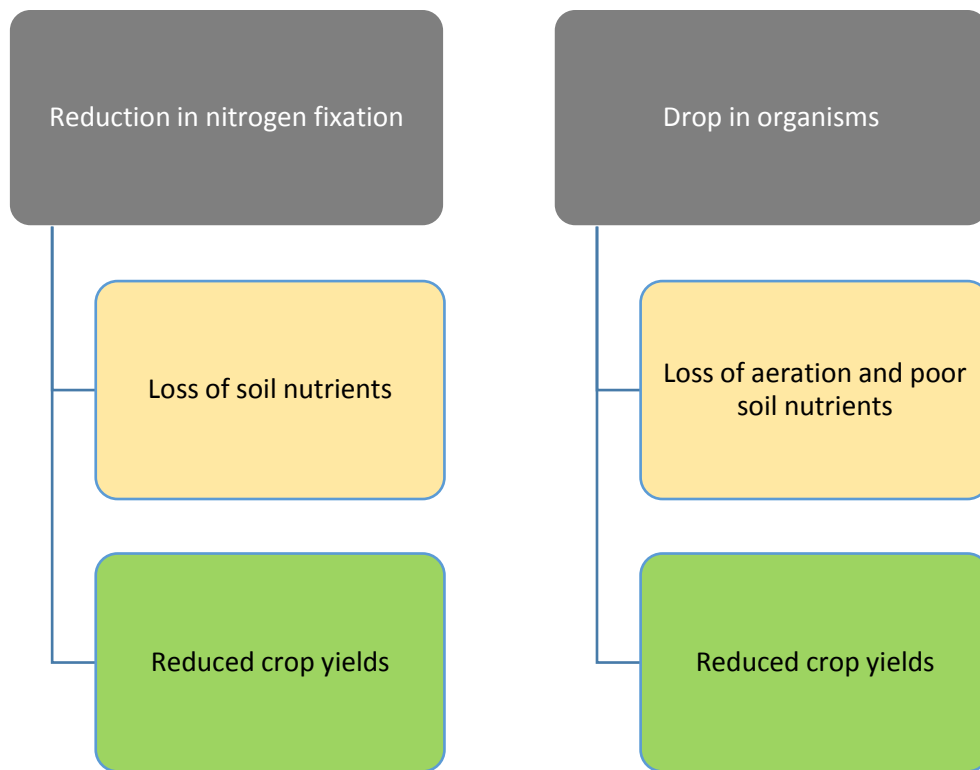 Reduction in nitrogen fixation
Loss of soil nutrients
Reduced crop yields
Drop in organisms
Loss of aeration and poor
soil nutrients
Reduced crop yields